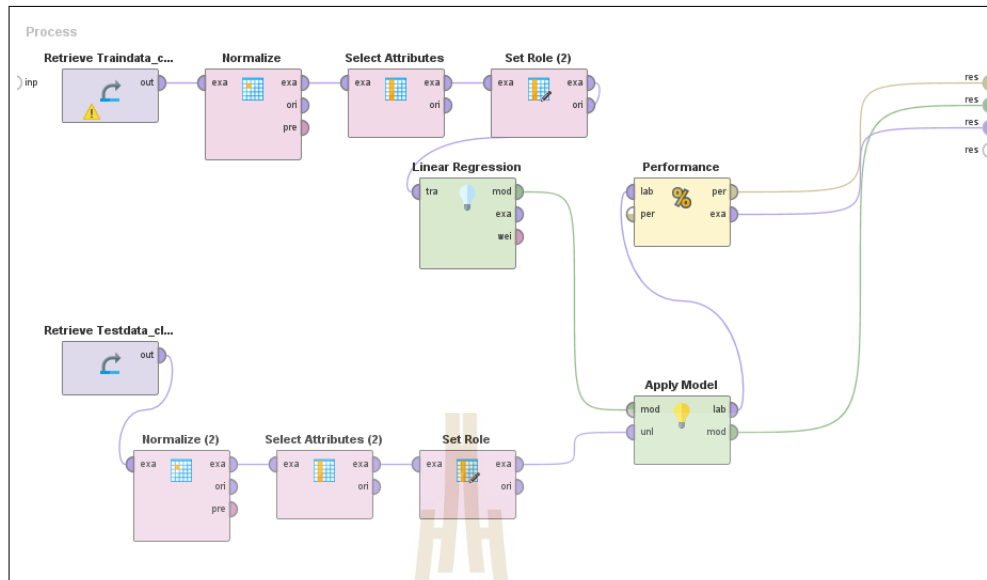 Process
inp
res
res
res
res
Retrieve Traindata_c...
out
Normalize
exa exa
ori
pre
Select Attributes
exa exa
ori
Set Role (2)
exa exa
ori
Linear Regression
tra mod
exa
wei
Performance
% 
lab per
per exa
Retrieve Testdata_cl...
out
Normalize (2)
exa exa
ori
pre
Select Attributes (2)
exa exa
ori
Set Role
exa exa
ori
Apply Model
mod lab
unl mod